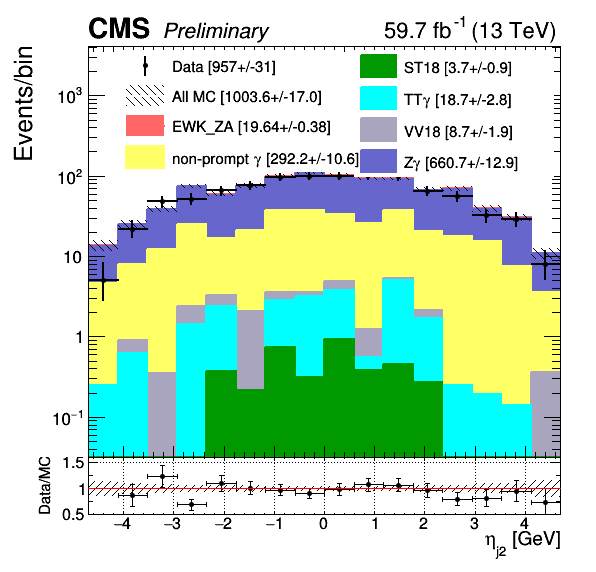 CMS Preliminary 59.7 fb⁻¹ (13 TeV)
Events/bin
Data [957+/-31]
All MC [1003.6+/-17.0]
EWK_ZA [19.64+/-0.38]
non-prompt γ [292.2+/-10.6]
ST18 [3.7+/-0.9]
TTγ [18.7+/-2.8]
VV18 [8.7+/-1.9]
Zγ [660.7+/-12.9]
10³
10²
10
1
10⁻¹
Data/MC
1.5
1
0.5
−4 −3 −2 −1 0 1 2 3 4
η_j2 [GeV]